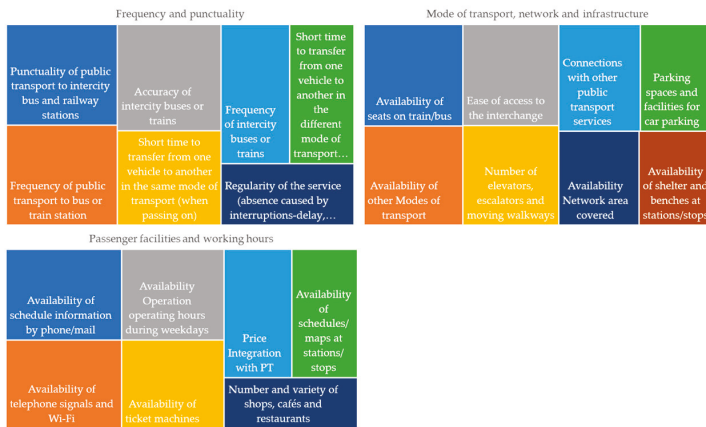 Frequency and punctuality
Punctuality of public
transport to intercity
bus and railway
stations
Accuracy of
intercity buses or
trains
Frequency
of intercity
buses or
trains
Short time
to transfer
from one
vehicle to
another in
the
different
mode of
transport...
Frequency of public
transport to bus or
train station
Short time to transfer
from one vehicle to
another in the same
mode of transport
(when passing on)
Regularity of the service
(absence caused by
interruptions-delay,...
Mode of transport, network and infrastructure
Availability of
seats on train/bus
Ease of access to
the interchange
Connections
with other
public
transport
services
Parking
spaces and
facilities for
car parking
Availability of
other Modes of
transport
Number of
elevators,
escalators and
moving walkways
Availability
Network area
covered
Availability
of shelter and
benches at
stations/stops
Passenger facilities and working hours
Availability of
schedule information
by phone/mail
Availability
Operation
operating hours
during weekdays
Price
Integration
with PT
Availability
of
schedules/
maps at
stations/
stops
Availability of
telephone signals and
Wi-Fi
Availability of
ticket machines
Number and variety of
shops, cafés and
restaurants